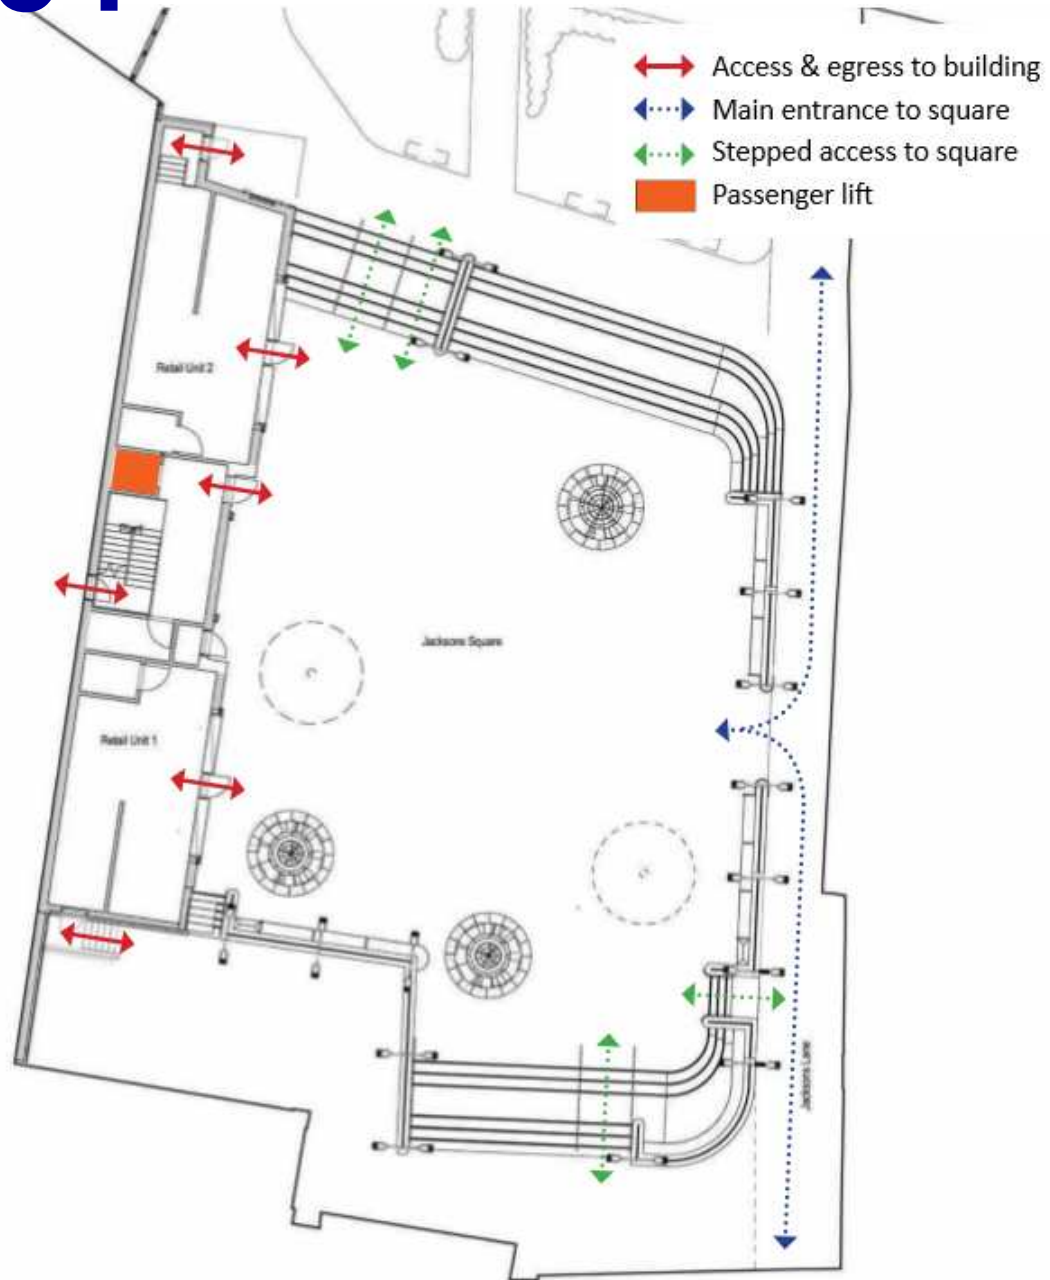 Access & egress to building
Main entrance to square
Stepped access to square
Passenger lift
Retail Unit 2
Jacksons Square
Retail Unit 1
Jacksons Lane